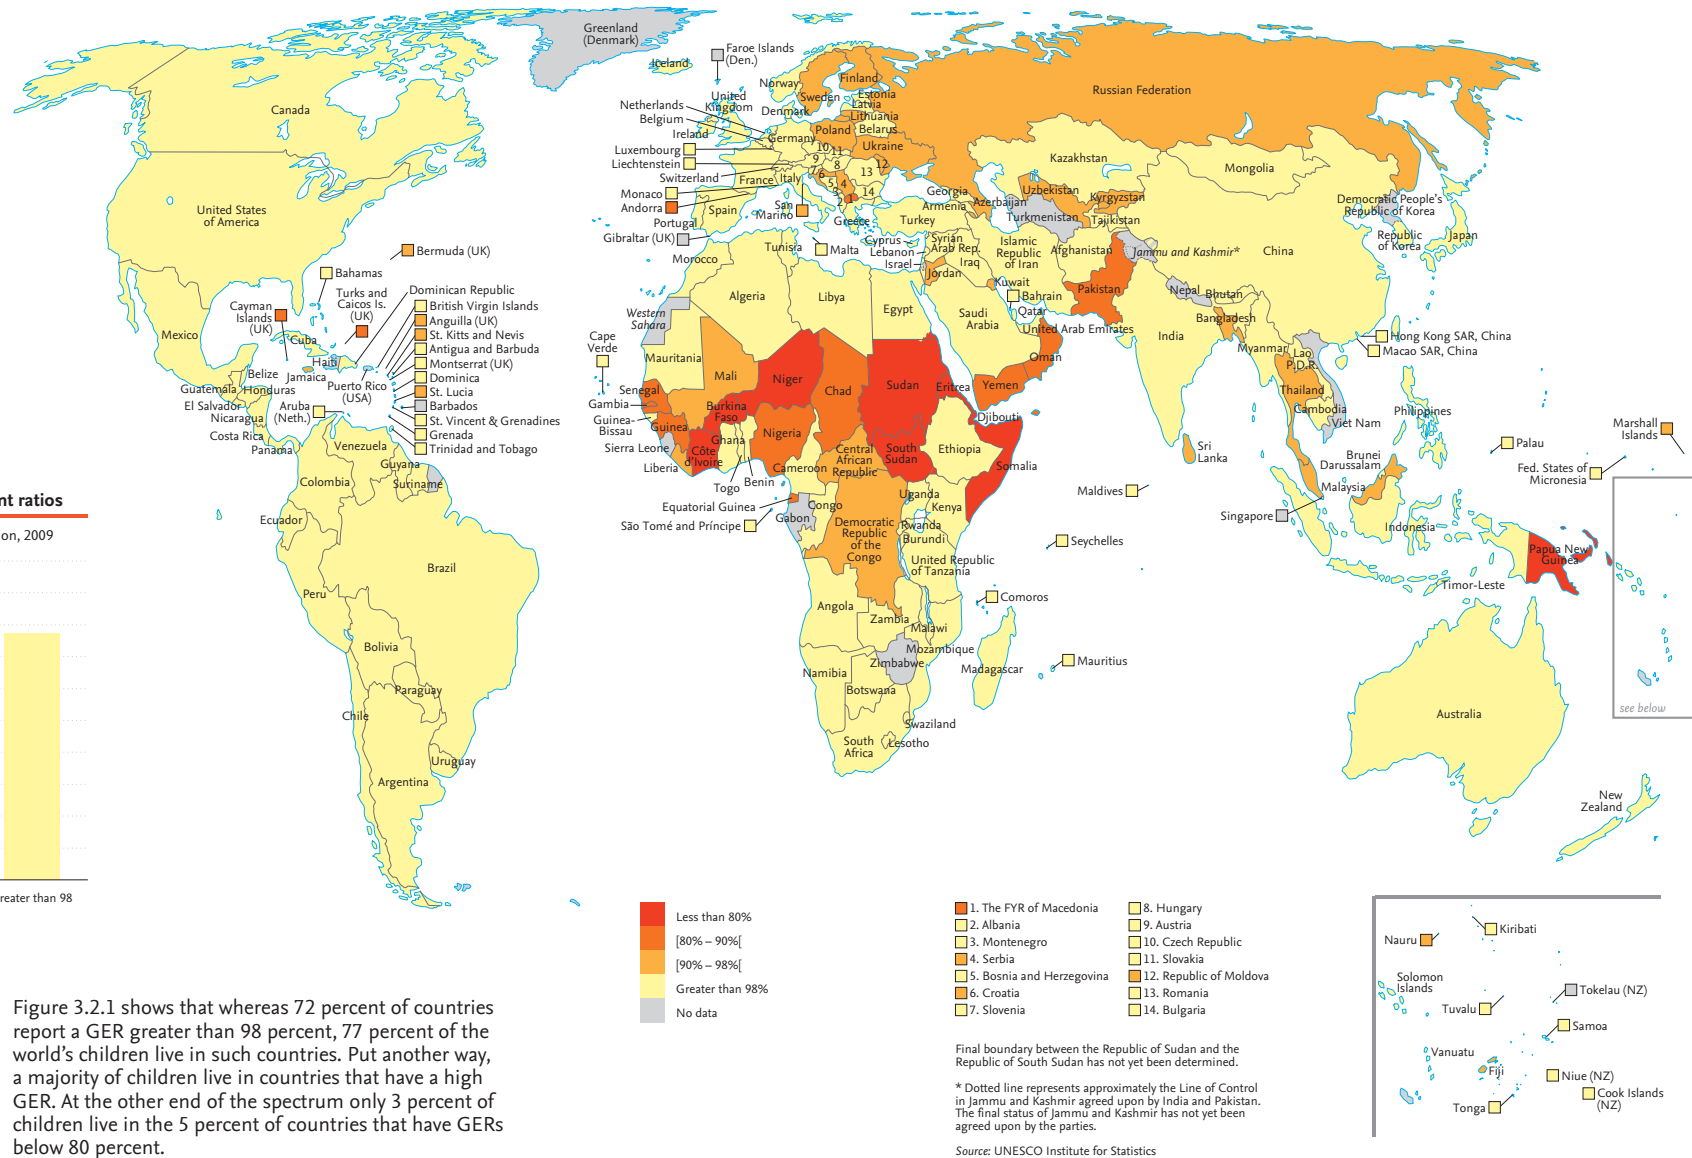 Greenland
(Denmark)
Faroe Islands
(Den.)
Iceland
Norway
Finland
Sweden
Estonia
Latvia
Lithuania
Belarus
United
Kingdom
Denmark
Netherlands
Belgium
Ireland
Germany
Poland
Ukraine
Luxembourg
Liechtenstein
Switzerland
France
Italy
Monaco
Andorra
San
Marino
Spain
Portugal
Gibraltar (UK)
Greece
Malta
10
11
9
8
12
13
7
6
5
4
3
14
2
1
Russian Federation
Kazakhstan
Mongolia
Georgia
Armenia
Azerbaijan
Turkey
Uzbekistan
Kyrgyzstan
Turkmenistan
Tajikistan
Democratic People's
Republic of Korea
Republic
of Korea
Japan
China
Cyprus
Lebanon
Israel
Syrian
Arab Rep.
Iraq
Jordan
Islamic
Republic
of Iran
Afghanistan
Jammu and Kashmir*
Kuwait
Bahrain
Qatar
United Arab Emirates
Saudi
Arabia
Oman
Yemen
Pakistan
Nepal
Bhutan
Bangladesh
India
Myanmar
Lao
P.D.R.
Thailand
Cambodia
Viet Nam
Hong Kong SAR, China
Macao SAR, China
Philippines
Sri
Lanka
Maldives
Brunei
Darussalam
Malaysia
Singapore
Indonesia
Timor-Leste
Papua New
Guinea
Palau
Fed. States of
Micronesia
Marshall
Islands
Australia
New
Zealand
see below
Canada
United States
of America
Bermuda (UK)
Bahamas
Turks and
Caicos Is.
(UK)
Cayman
Islands
(UK)
Cuba
Mexico
Haiti
Jamaica
Belize
Guatemala
Honduras
El Salvador
Nicaragua
Costa Rica
Panama
Aruba
(Neth.)
Puerto Rico
(USA)
Dominican Republic
British Virgin Islands
Anguilla (UK)
St. Kitts and Nevis
Antigua and Barbuda
Montserrat (UK)
Dominica
St. Lucia
Barbados
St. Vincent & Grenadines
Grenada
Trinidad and Tobago
Venezuela
Guyana
Suriname
Colombia
Ecuador
Brazil
Peru
Bolivia
Paraguay
Chile
Uruguay
Argentina
Tunisia
Morocco
Algeria
Libya
Egypt
Western
Sahara
Cape
Verde
Mauritania
Mali
Niger
Chad
Sudan
Eritrea
Djibouti
Senegal
Gambia
Guinea-
Bissau
Guinea
Sierra Leone
Liberia
Côte
d'Ivoire
Burkina
Faso
Ghana
Togo
Benin
Nigeria
Cameroon
Central
African
Republic
South
Sudan
Ethiopia
Somalia
Equatorial Guinea
São Tomé and Príncipe
Gabon
Congo
Democratic
Republic
of the
Congo
Uganda
Kenya
Rwanda
Burundi
United Republic
of Tanzania
Seychelles
Comoros
Angola
Zambia
Malawi
Mozambique
Zimbabwe
Namibia
Botswana
Madagascar
Mauritius
Swaziland
Lesotho
South
Africa
nt ratios
on, 2009
reater than 98
Less than 80%
[80% – 90%[
[90% – 98%[
Greater than 98%
No data
1. The FYR of Macedonia
2. Albania
3. Montenegro
4. Serbia
5. Bosnia and Herzegovina
6. Croatia
7. Slovenia
8. Hungary
9. Austria
10. Czech Republic
11. Slovakia
12. Republic of Moldova
13. Romania
14. Bulgaria
Final boundary between the Republic of Sudan and the
Republic of South Sudan has not yet been determined.
* Dotted line represents approximately the Line of Control
in Jammu and Kashmir agreed upon by India and Pakistan.
The final status of Jammu and Kashmir has not yet been
agreed upon by the parties.
Source: UNESCO Institute for Statistics
Kiribati
Nauru
Solomon
Islands
Tuvalu
Tokelau (NZ)
Samoa
Vanuatu
Fiji
Niue (NZ)
Cook Islands
(NZ)
Tonga
Figure 3.2.1 shows that whereas 72 percent of countries
report a GER greater than 98 percent, 77 percent of the
world's children live in such countries. Put another way,
a majority of children live in countries that have a high
GER. At the other end of the spectrum only 3 percent of
children live in the 5 percent of countries that have GERs
below 80 percent.